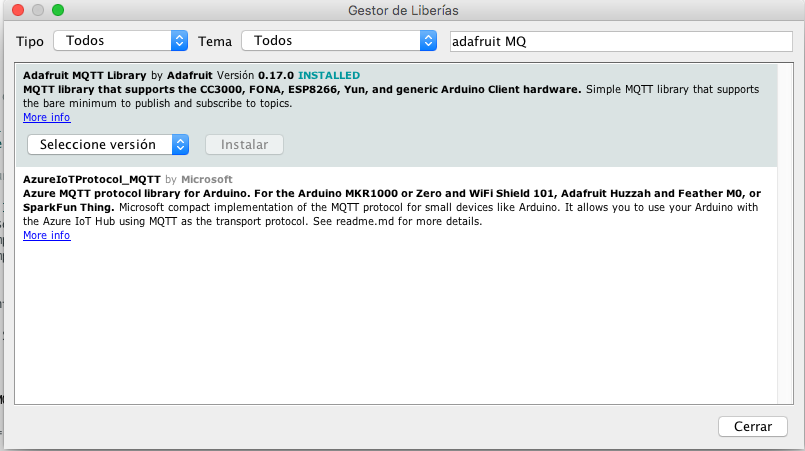 Gestor de Liberías
Tipo Todos Tema Todos adafruit MQ
Adafruit MQTT Library by Adafruit Versión 0.17.0 INSTALLED
MQTT library that supports the CC3000, FONA, ESP8266, Yun, and generic Arduino Client hardware. Simple MQTT library that supports
the bare minimum to publish and subscribe to topics.
More info
Seleccione versión Instalar
AzureIoTProtocol_MQTT by Microsoft
Azure MQTT protocol library for Arduino. For the Arduino MKR1000 or Zero and WiFi Shield 101, Adafruit Huzzah and Feather M0, or
SparkFun Thing. Microsoft compact implementation of the MQTT protocol for small devices like Arduino. It allows you to use your Arduino with
the Azure IoT Hub using MQTT as the transport protocol. See readme.md for more details.
More info
Cerrar